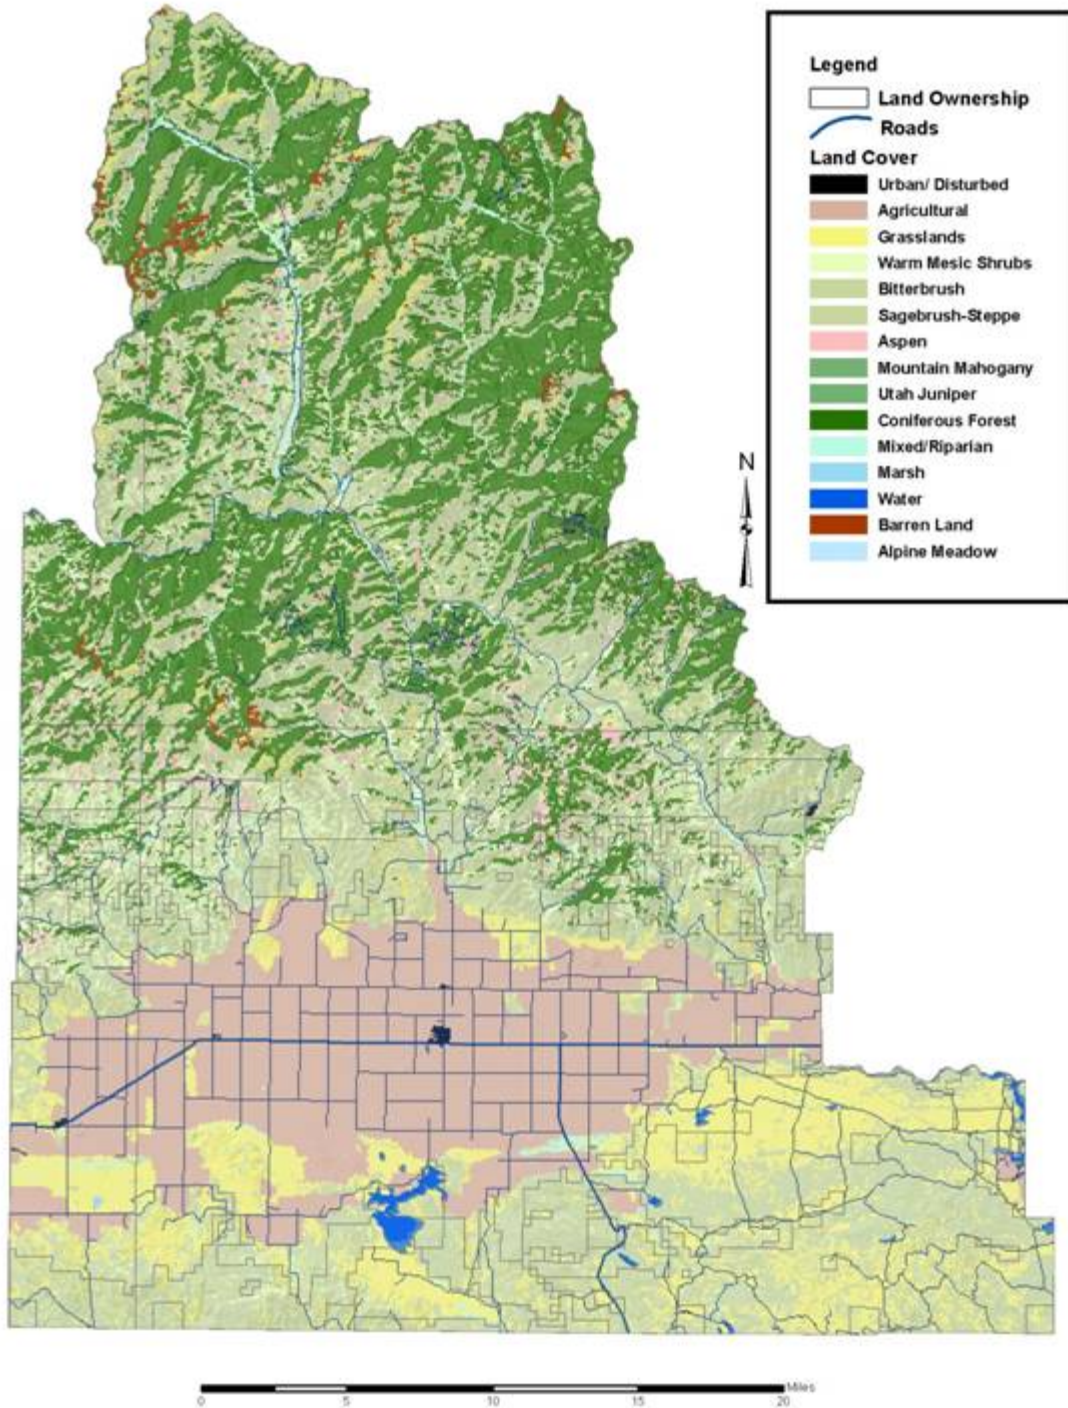 Legend
Land Ownership
Roads
Land Cover
Urban/ Disturbed
Agricultural
Grasslands
Warm Mesic Shrubs
Bitterbrush
Sagebrush-Steppe
Aspen
Mountain Mahogany
Utah Juniper
Coniferous Forest
Mixed/Riparian
Marsh
Water
Barren Land
Alpine Meadow
N
Miles
0 5 10 15 20